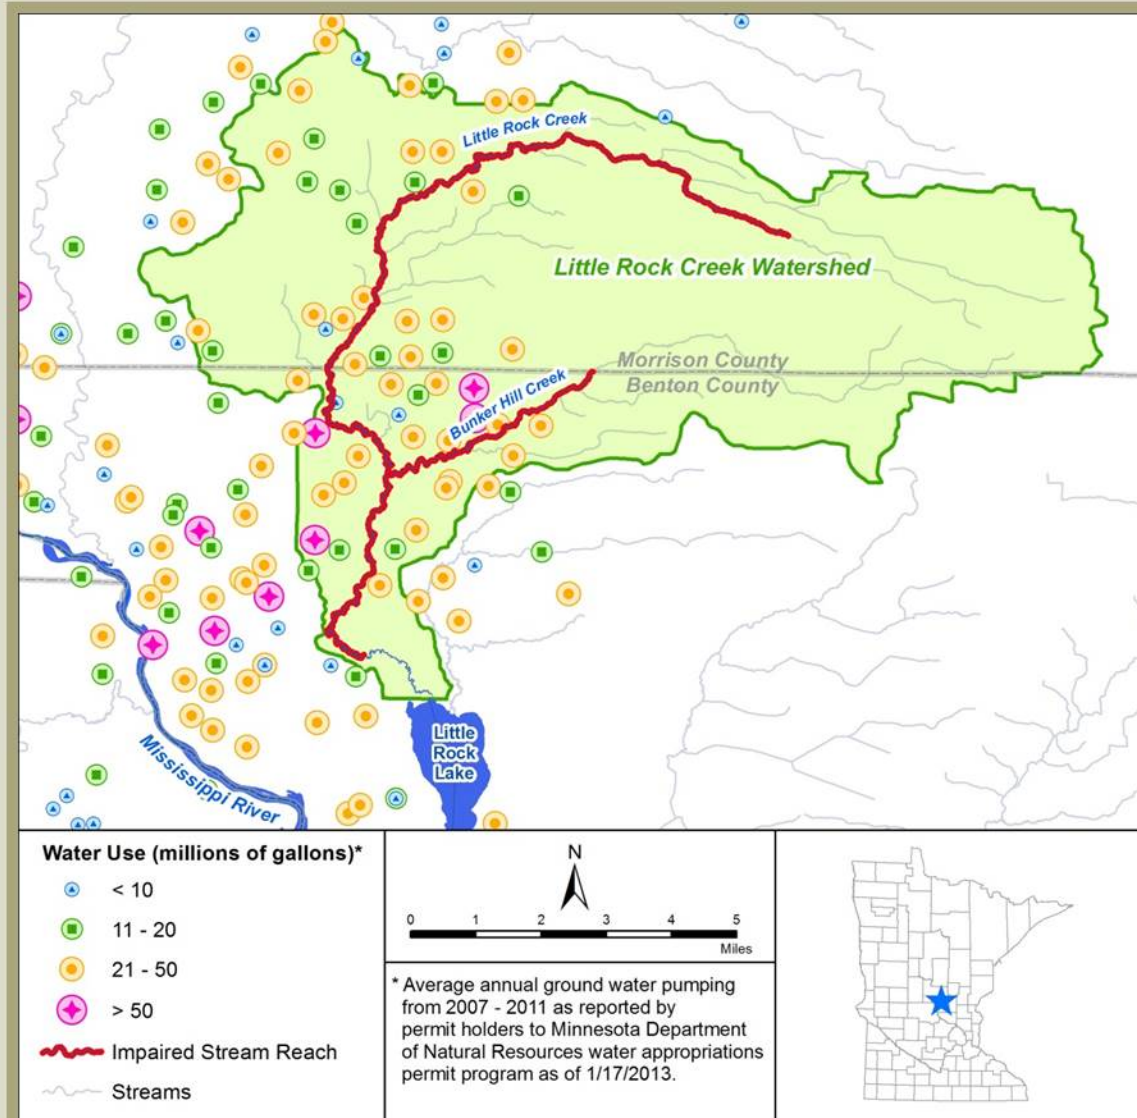 Little Rock Creek
Little Rock Creek Watershed
Morrison County
Benton County
Bunker Hill Creek
Little
Rock
Lake
Mississippi River
Water Use (millions of gallons)*
< 10
11 - 20
21 - 50
> 50
Impaired Stream Reach
Streams
N
0 1 2 3 4 5
Miles
* Average annual ground water pumping
from 2007 - 2011 as reported by
permit holders to Minnesota Department
of Natural Resources water appropriations
permit program as of 1/17/2013.